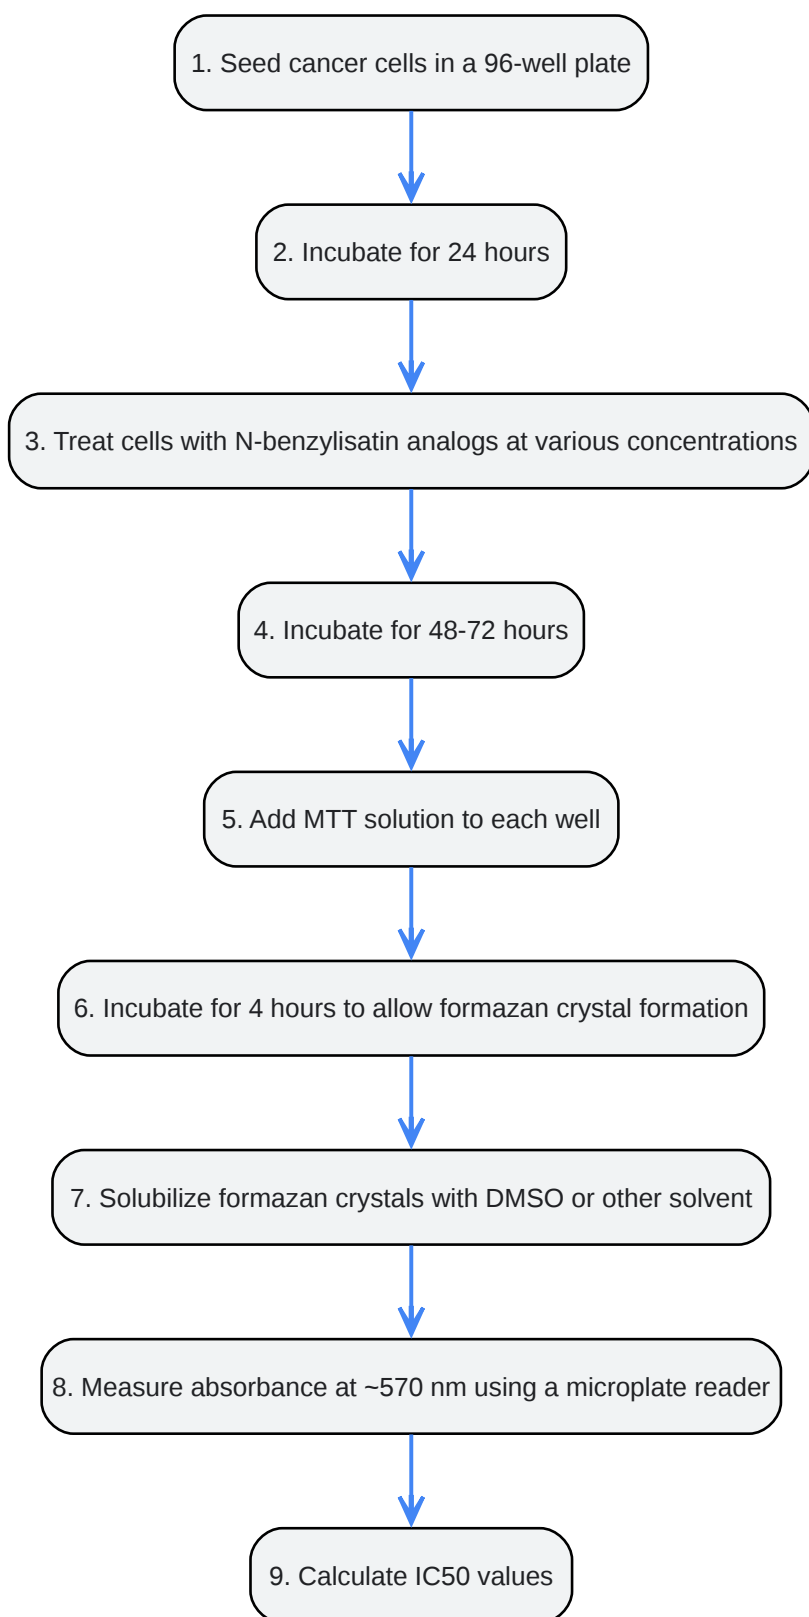 1. Seed cancer cells in a 96-well plate
2. Incubate for 24 hours
3. Treat cells with N-benzylisatin analogs at various concentrations
4. Incubate for 48-72 hours
5. Add MTT solution to each well
6. Incubate for 4 hours to allow formazan crystal formation
7. Solubilize formazan crystals with DMSO or other solvent
8. Measure absorbance at ~570 nm using a microplate reader
9. Calculate IC50 values